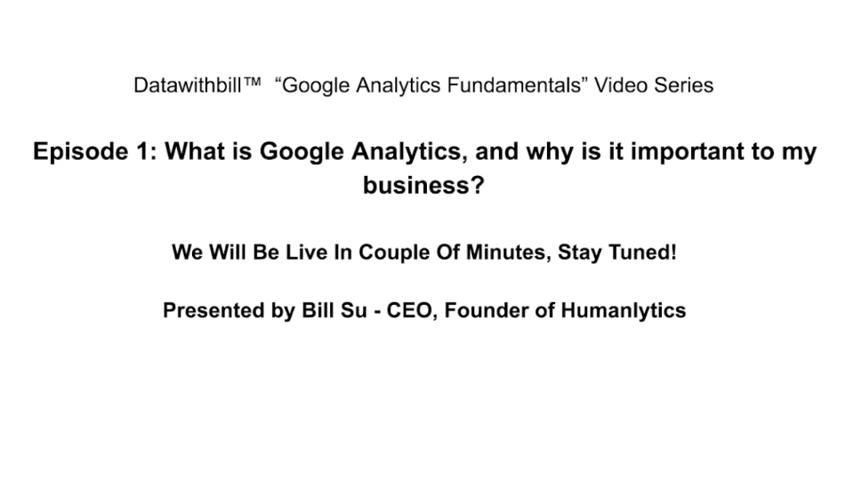 Datawithbill™ “Google Analytics Fundamentals” Video Series
Episode 1: What is Google Analytics, and why is it important to my
business?
We Will Be Live In Couple Of Minutes, Stay Tuned!
Presented by Bill Su - CEO, Founder of Humanlytics